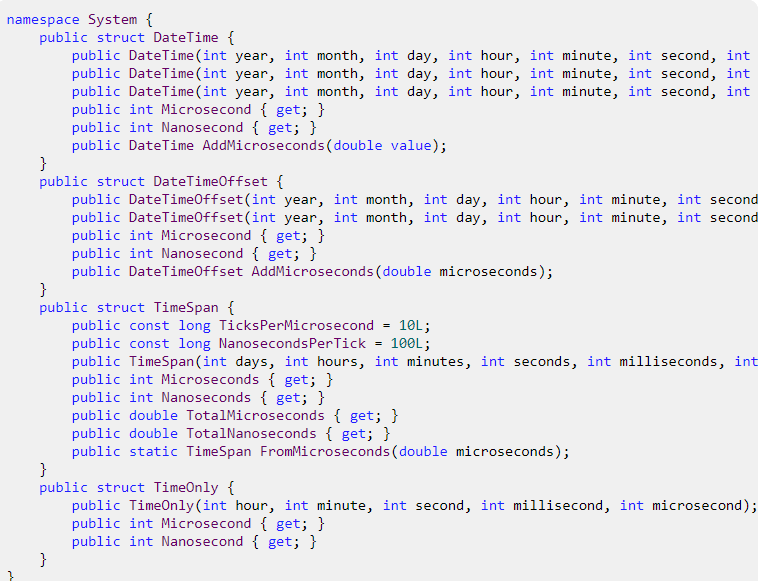 namespace System {
    public struct DateTime {
        public DateTime(int year, int month, int day, int hour, int minute, int second, int
        public DateTime(int year, int month, int day, int hour, int minute, int second, int
        public DateTime(int year, int month, int day, int hour, int minute, int second, int
        public int Microsecond { get; }
        public int Nanosecond { get; }
        public DateTime AddMicroseconds(double value);
    }
    public struct DateTimeOffset {
        public DateTimeOffset(int year, int month, int day, int hour, int minute, int second
        public DateTimeOffset(int year, int month, int day, int hour, int minute, int second
        public int Microsecond { get; }
        public int Nanosecond { get; }
        public DateTimeOffset AddMicroseconds(double microseconds);
    }
    public struct TimeSpan {
        public const long TicksPerMicrosecond = 10L;
        public const long NanosecondsPerTick = 100L;
        public TimeSpan(int days, int hours, int minutes, int seconds, int milliseconds, int
        public int Microseconds { get; }
        public int Nanoseconds { get; }
        public double TotalMicroseconds { get; }
        public double TotalNanoseconds { get; }
        public static TimeSpan FromMicroseconds(double microseconds);
    }
    public struct TimeOnly {
        public TimeOnly(int hour, int minute, int second, int millisecond, int microsecond);
        public int Microsecond { get; }
        public int Nanosecond { get; }
    }
}